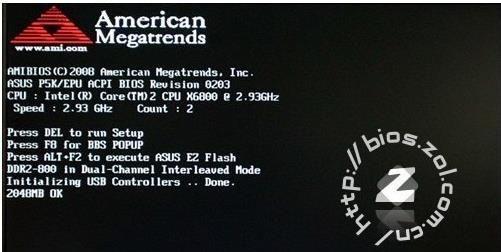 American
Megatrends
www.ami.com
AMIBIOS(C)2008 American Megatrends, Inc.
ASUS P5K/EPU ACPI BIOS Revision 0203
CPU : Intel(R) Core(TM)2 CPU X6800 @ 2.93GHz
Speed : 2.93 GHz Count : 2
Press DEL to run Setup
Press F8 for BBS POPUP
Press ALT+F2 to execute ASUS EZ Flash
DDR2-800 in Dual-Channel Interleaved Mode
Initializing USB Controllers .. Done.
2048MB OK
http://bios.zol.com.cn/
Z